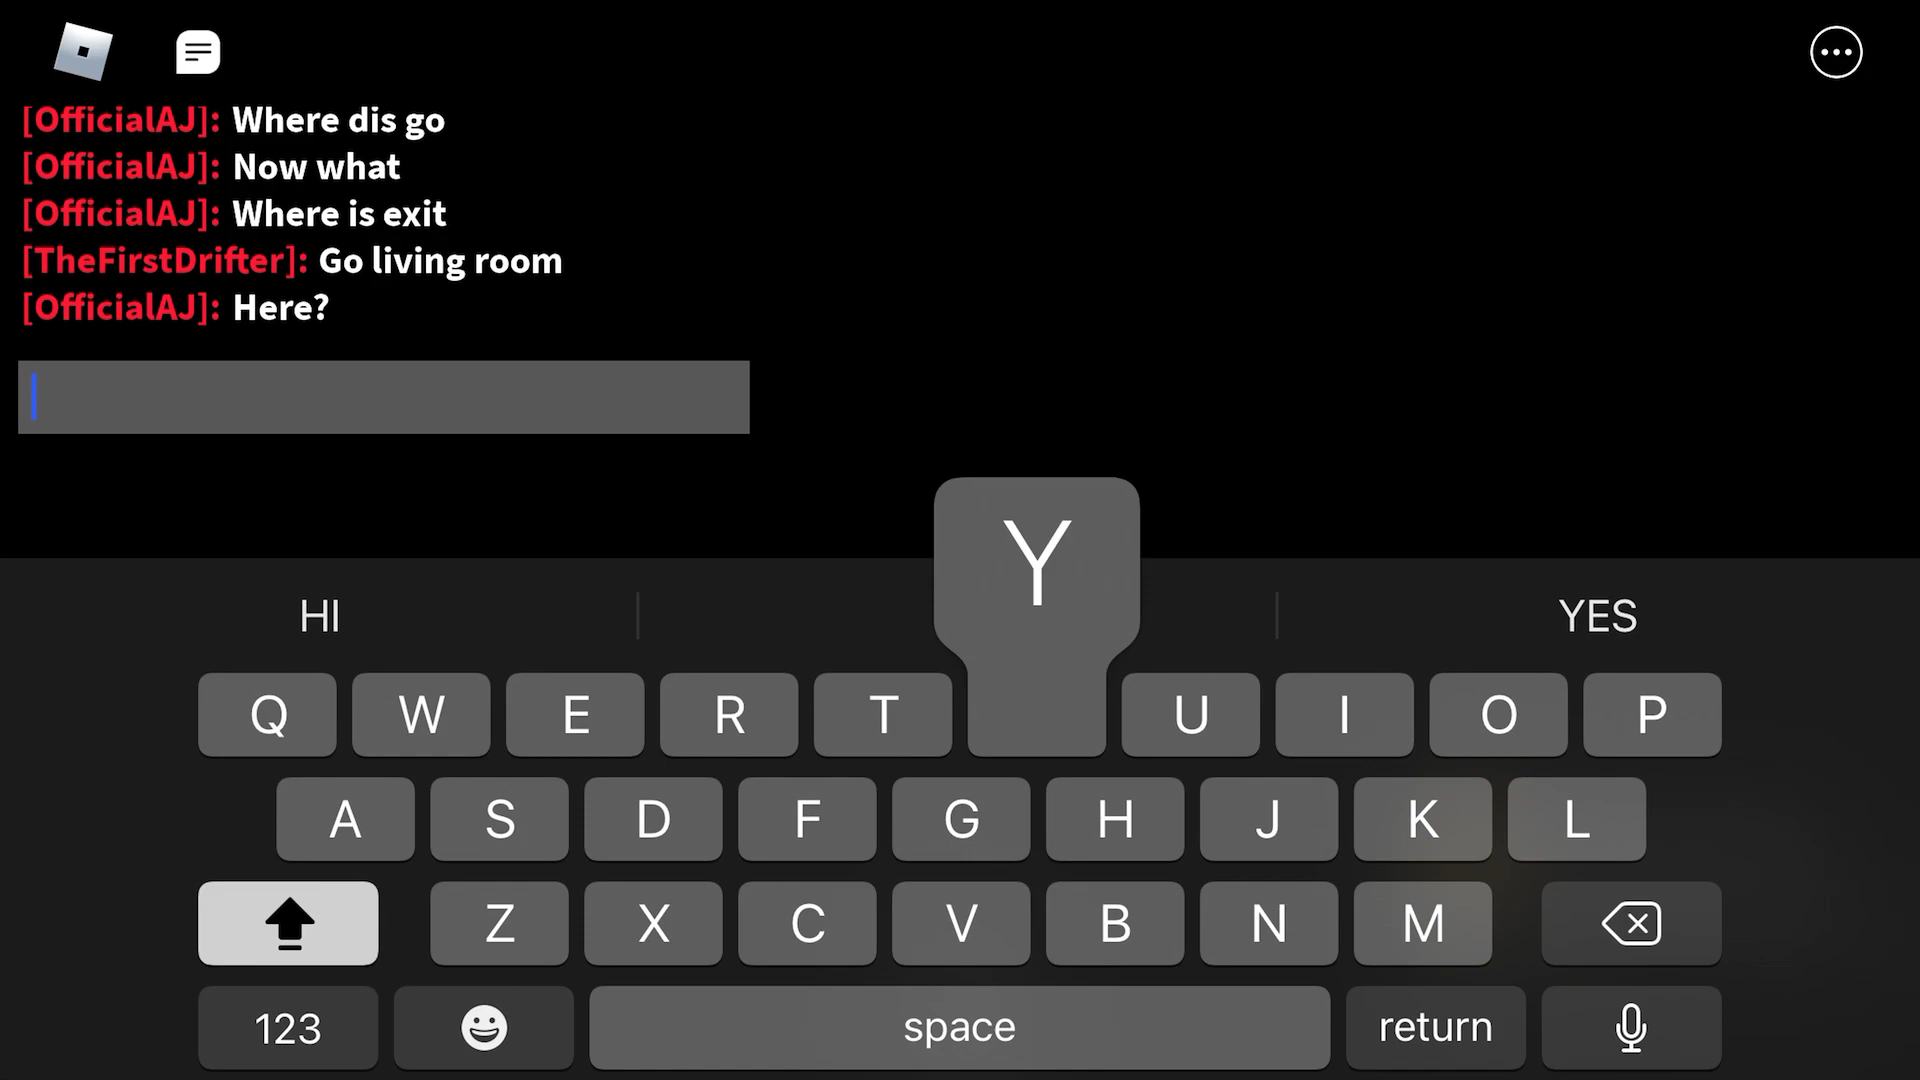 [OfficialAJ]: Where dis go
[OfficialAJ]: Now what
[OfficialAJ]: Where is exit
[TheFirstDrifter]: Go living room
[OfficialAJ]: Here?
Y
HI YES
Q W E R T U I O P
A S D F G H J K L
Z X C V B N M
123 space return